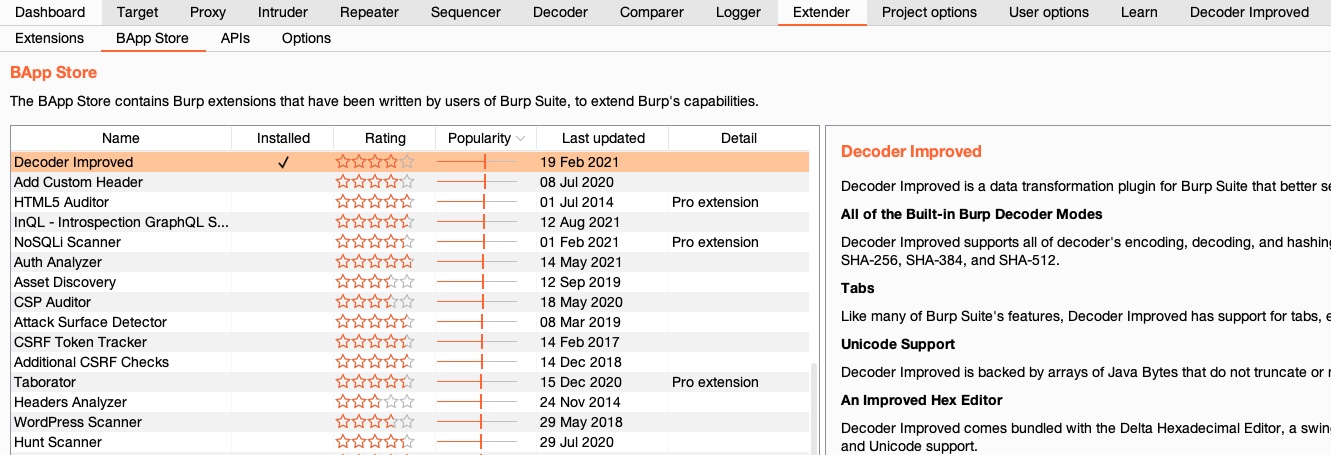 Dashboard Target Proxy Intruder Repeater Sequencer Decoder Comparer Logger Extender Project options User options Learn Decoder Improved
Extensions BApp Store APIs Options
BApp Store
The BApp Store contains Burp extensions that have been written by users of Burp Suite, to extend Burp's capabilities.
Name Installed Rating Popularity Last updated Detail
Decoder Improved ✓ 19 Feb 2021
Add Custom Header 08 Jul 2020
HTML5 Auditor 01 Jul 2014 Pro extension
InQL - Introspection GraphQL S... 12 Aug 2021
NoSQLi Scanner 01 Feb 2021 Pro extension
Auth Analyzer 14 May 2021
Asset Discovery 12 Sep 2019
CSP Auditor 18 May 2020
Attack Surface Detector 08 Mar 2019
CSRF Token Tracker 14 Feb 2017
Additional CSRF Checks 14 Dec 2018
Taborator 15 Dec 2020 Pro extension
Headers Analyzer 24 Nov 2014
WordPress Scanner 29 May 2018
Hunt Scanner 29 Jul 2020
Decoder Improved
Decoder Improved is a data transformation plugin for Burp Suite that better
All of the Built-in Burp Decoder Modes
Decoder Improved supports all of decoder's encoding, decoding, and
SHA-256, SHA-384, and SHA-512.
Tabs
Like many of Burp Suite's features, Decoder Improved has support for tabs,
Unicode Support
Decoder Improved is backed by arrays of Java Bytes that do not truncate or
An Improved Hex Editor
Decoder Improved comes bundled with the Delta Hexadecimal Editor, a
and Unicode support.